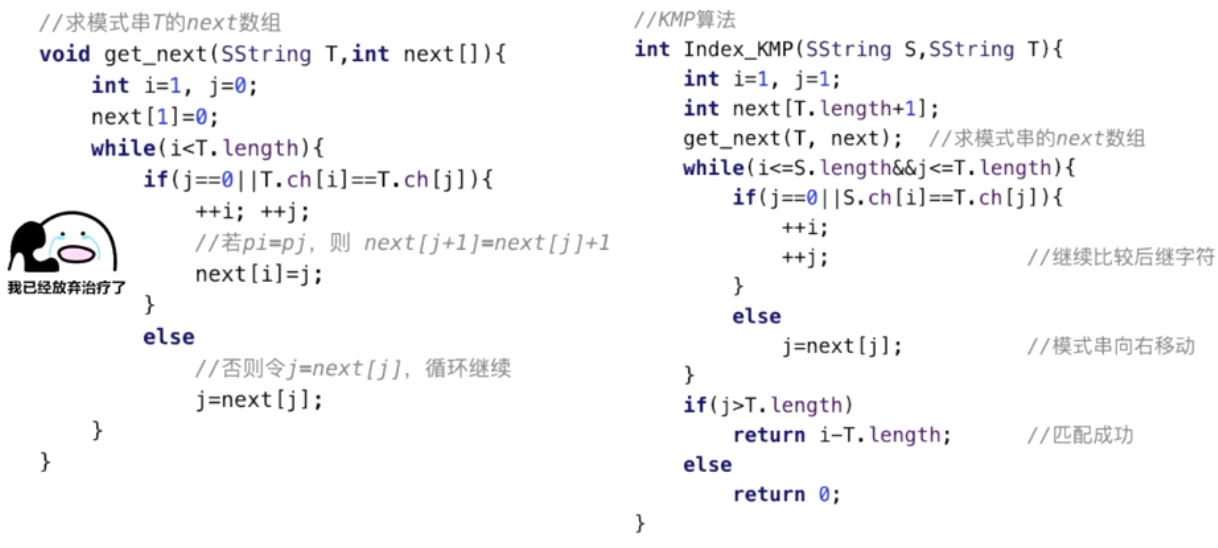 //求模式串T的next数组
void get_next(SString T,int next[]){
    int i=1, j=0;
    next[1]=0;
    while(i<T.length){
        if(j==0||T.ch[i]==T.ch[j]){
            ++i; ++j;
            //若pi=pj，则 next[j+1]=next[j]+1
            next[i]=j;
        }
        else
            //否则令j=next[j]，循环继续
            j=next[j];
    }
}
我已经放弃治疗了
//KMP算法
int Index_KMP(SString S,SString T){
    int i=1, j=1;
    int next[T.length+1];
    get_next(T, next);  //求模式串的next数组
    while(i<=S.length&&j<=T.length){
        if(j==0||S.ch[i]==T.ch[j]){
            ++i;
            ++j;                //继续比较后继字符
        }
        else
            j=next[j];          //模式串向右移动
    }
    if(j>T.length)
        return i-T.length;      //匹配成功
    else
        return 0;
}